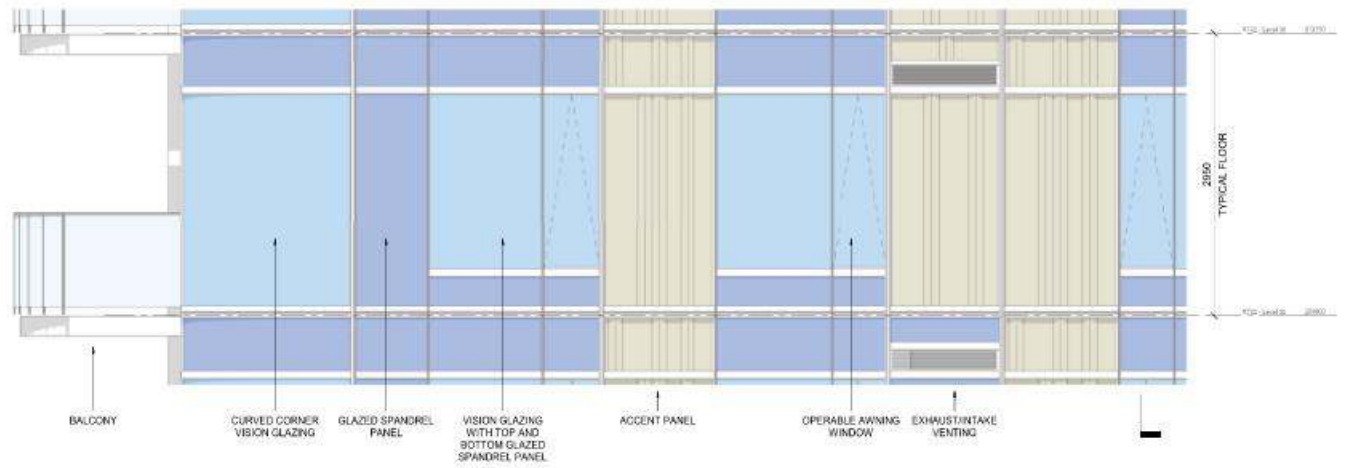 2950
TYPICAL FLOOR
BALCONY
CURVED CORNER
VISION GLAZING
GLAZED SPANDREL
PANEL
VISION GLAZING
WITH TOP AND
BOTTOM GLAZED
SPANDREL PANEL
ACCENT PANEL
OPERABLE AWNING
WINDOW
EXHAUST/INTAKE
VENTING